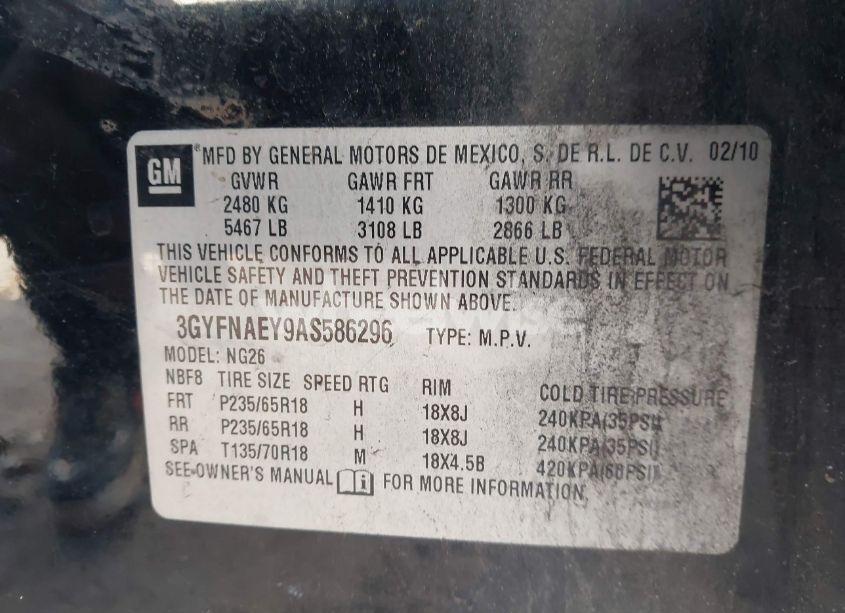 GM ® MFD BY GENERAL MOTORS DE MEXICO, S. DE R.L. DE C.V. 02/10
GVWR GAWR FRT GAWR RR
2480 KG 1410 KG 1300 KG
5467 LB 3108 LB 2866 LB
THIS VEHICLE CONFORMS TO ALL APPLICABLE U.S. FEDERAL MOTOR
VEHICLE SAFETY AND THEFT PREVENTION STANDARDS IN EFFECT ON
THE DATE OF MANUFACTURE SHOWN ABOVE.
3GYFNAEY9AS586296 TYPE: M.P.V.
MODEL: NG26
NBF8 TIRE SIZE SPEED RTG RIM COLD TIRE PRESSURE
FRT P235/65R18 H 18X8J 240KPA(35PSI)
RR P235/65R18 H 18X8J 240KPA(35PSI)
SPA T135/70R18 M 18X4.5B 420KPA(60PSI)
SEE OWNER'S MANUAL FOR MORE INFORMATION.